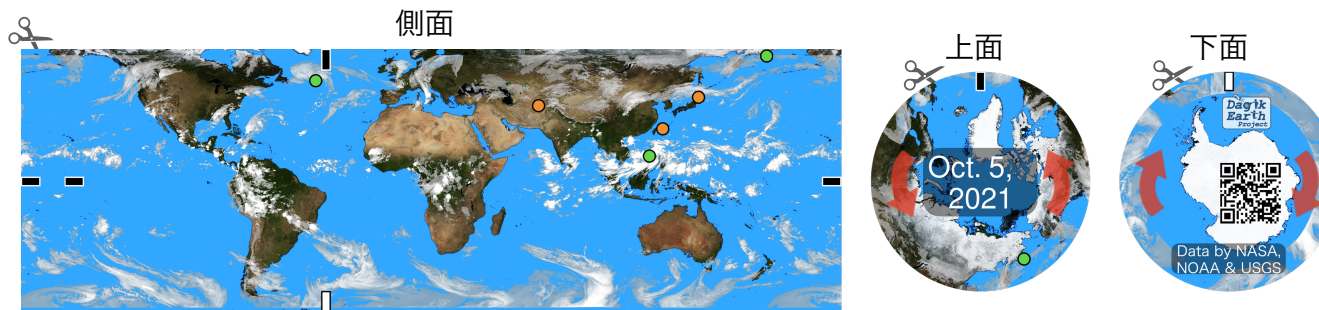 側面
上面
下面
Oct. 5,
2021
Dagik
Earth
Project
Data by NASA,
NOAA & USGS